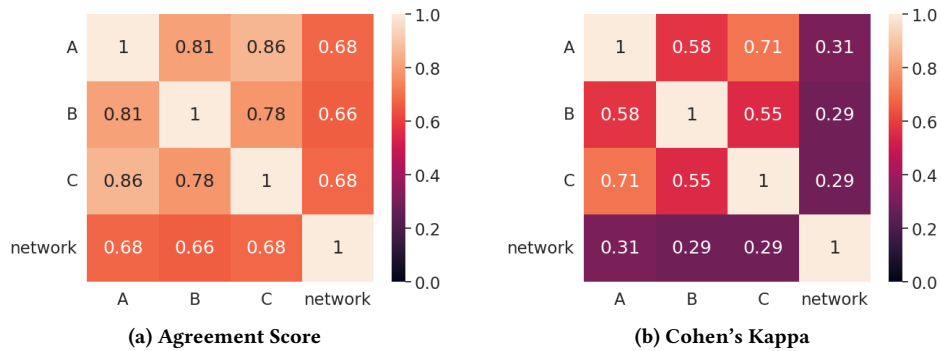 A 1 0.81 0.86 0.68
B 0.81 1 0.78 0.66
C 0.86 0.78 1 0.68
network 0.68 0.66 0.68 1
A B C network
1.0
0.8
0.6
0.4
0.2
0.0
(a) Agreement Score
A 1 0.58 0.71 0.31
B 0.58 1 0.55 0.29
C 0.71 0.55 1 0.29
network 0.31 0.29 0.29 1
A B C network
1.0
0.8
0.6
0.4
0.2
0.0
(b) Cohen's Kappa